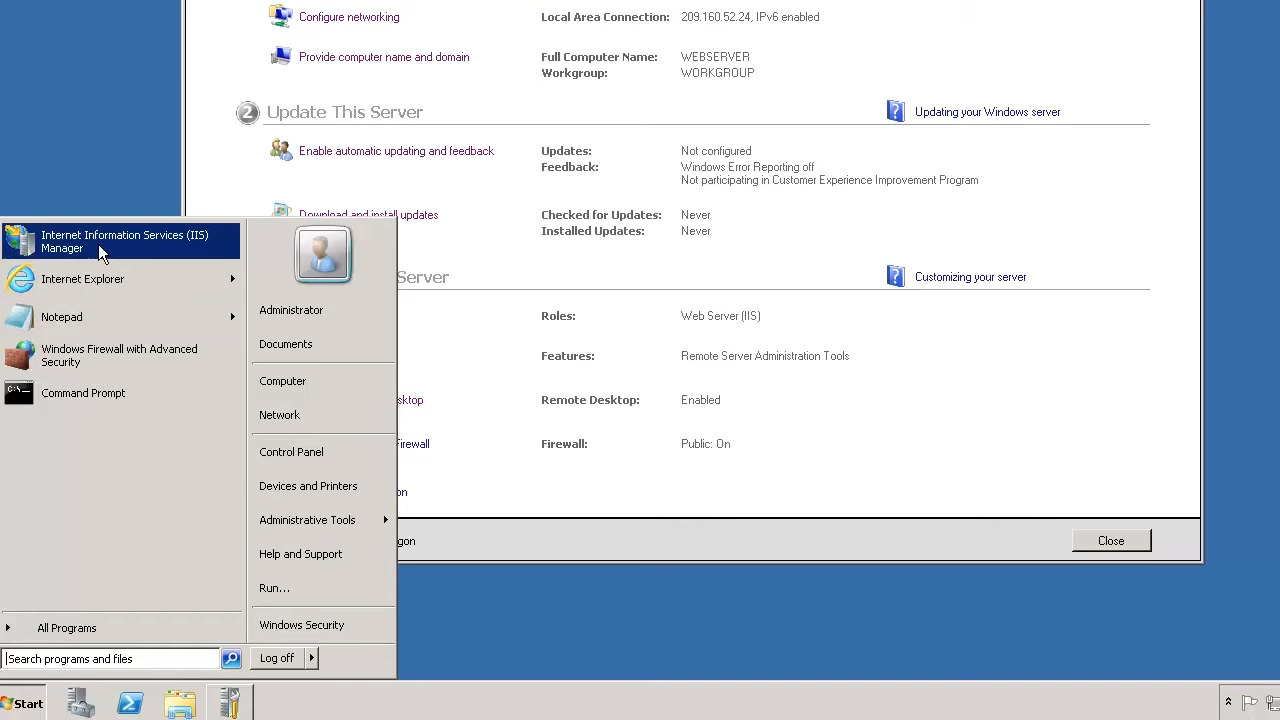 Configure networking
Local Area Connection: 209.160.52.24, IPv6 enabled
Provide computer name and domain
Full Computer Name: WEBSERVER
Workgroup: WORKGROUP
2 Update This Server
Updating your Windows server
Enable automatic updating and feedback
Updates: Not configured
Feedback: Windows Error Reporting off
Not participating in Customer Experience Improvement Program
Download and install updates
Checked for Updates: Never
Installed Updates: Never
Server
Customizing your server
Roles: Web Server (IIS)
Features: Remote Server Administration Tools
sktop
Remote Desktop: Enabled
Firewall
Firewall: Public: On
on
gon
Close
Internet Information Services (IIS)
Manager
Internet Explorer
Notepad
Windows Firewall with Advanced
Security
C:\
Command Prompt
All Programs
Search programs and files
Administrator
Documents
Computer
Network
Control Panel
Devices and Printers
Administrative Tools
Help and Support
Run...
Windows Security
Log off
Start